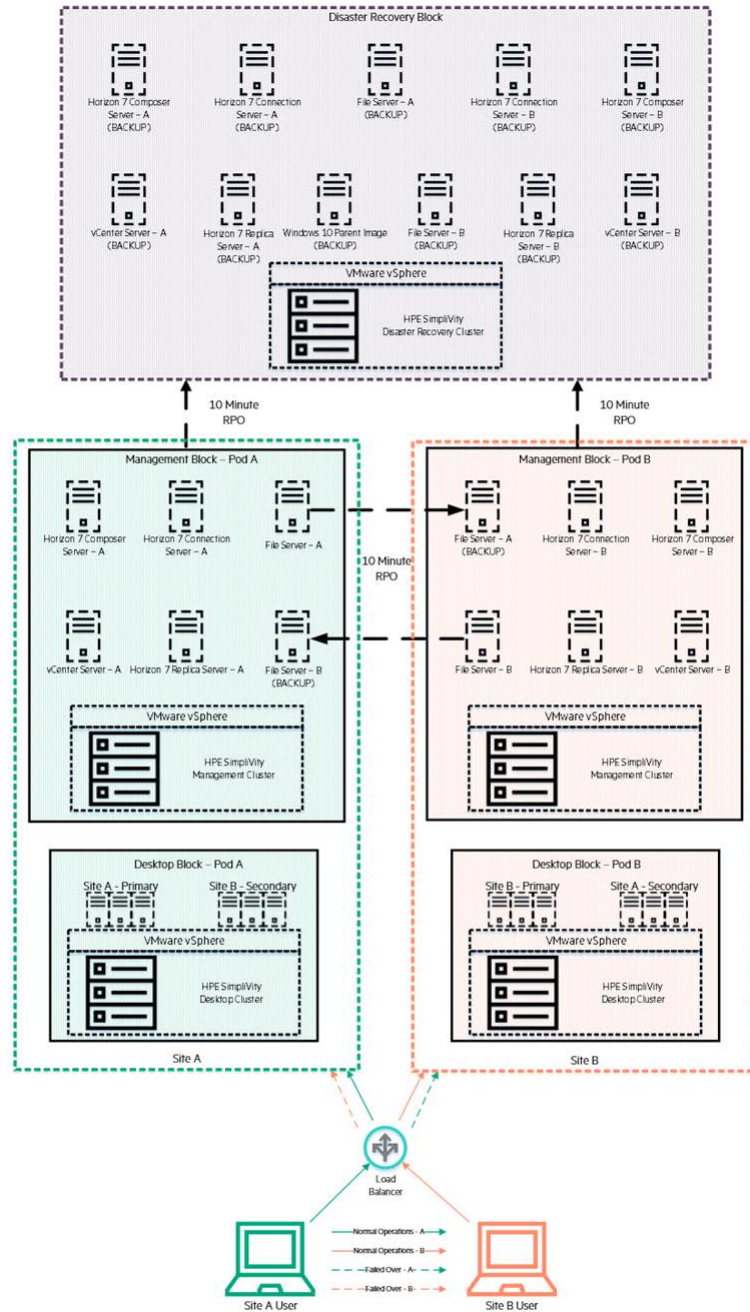 Disaster Recovery Block
Horizon 7 Composer
Server – A
(BACKUP)
Horizon 7 Connection
Server – A
(BACKUP)
File Server – A
(BACKUP)
Horizon 7 Connection
Server – B
(BACKUP)
Horizon 7 Composer
Server – B
(BACKUP)
vCenter Server – A
(BACKUP)
Horizon 7 Replica
Server – A
(BACKUP)
Windows 10 Parent Image
(BACKUP)
File Server – B
(BACKUP)
Horizon 7 Replica
Server – B
(BACKUP)
vCenter Server – B
(BACKUP)
VMware vSphere
HPE SimpliVity
Disaster Recovery Cluster
10 Minute
RPO
10 Minute
RPO
Management Block – Pod A
Horizon 7 Composer
Server – A
Horizon 7 Connection
Server – A
File Server – A
vCenter Server – A
Horizon 7 Replica Server – A
File Server – B
(BACKUP)
VMware vSphere
HPE SimpliVity
Management Cluster
10 Minute
RPO
Management Block – Pod B
File Server – A
(BACKUP)
Horizon 7 Connection
Server – B
Horizon 7 Composer
Server – B
File Server – B
Horizon 7 Replica Server – B
vCenter Server – B
VMware vSphere
HPE SimpliVity
Management Cluster
Desktop Block – Pod A
Site A - Primary
Site B - Secondary
VMware vSphere
HPE SimpliVity
Desktop Cluster
Site A
Desktop Block – Pod B
Site B - Primary
Site A - Secondary
VMware vSphere
HPE SimpliVity
Desktop Cluster
Site B
Load
Balancer
Normal Operations - A
Normal Operations - B
Failed Over - A
Failed Over - B
Site A User
Site B User